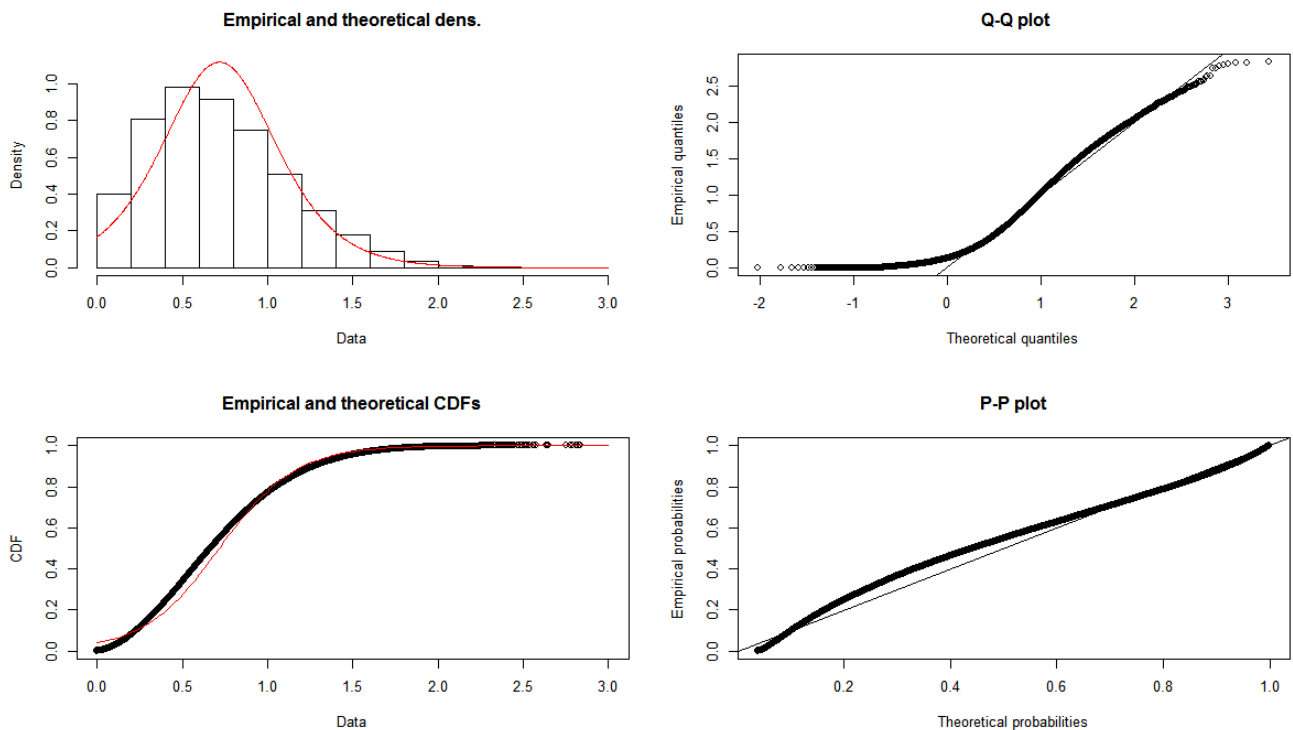 Empirical and theoretical dens.
Density
0.0 0.2 0.4 0.6 0.8 1.0
0.0 0.5 1.0 1.5 2.0 2.5 3.0
Data
Q-Q plot
Empirical quantiles
0.0 0.5 1.0 1.5 2.0 2.5
-2 -1 0 1 2 3
Theoretical quantiles
Empirical and theoretical CDFs
CDF
0.0 0.2 0.4 0.6 0.8 1.0
0.0 0.5 1.0 1.5 2.0 2.5 3.0
Data
P-P plot
Empirical probabilities
0.0 0.2 0.4 0.6 0.8 1.0
0.2 0.4 0.6 0.8 1.0
Theoretical probabilities